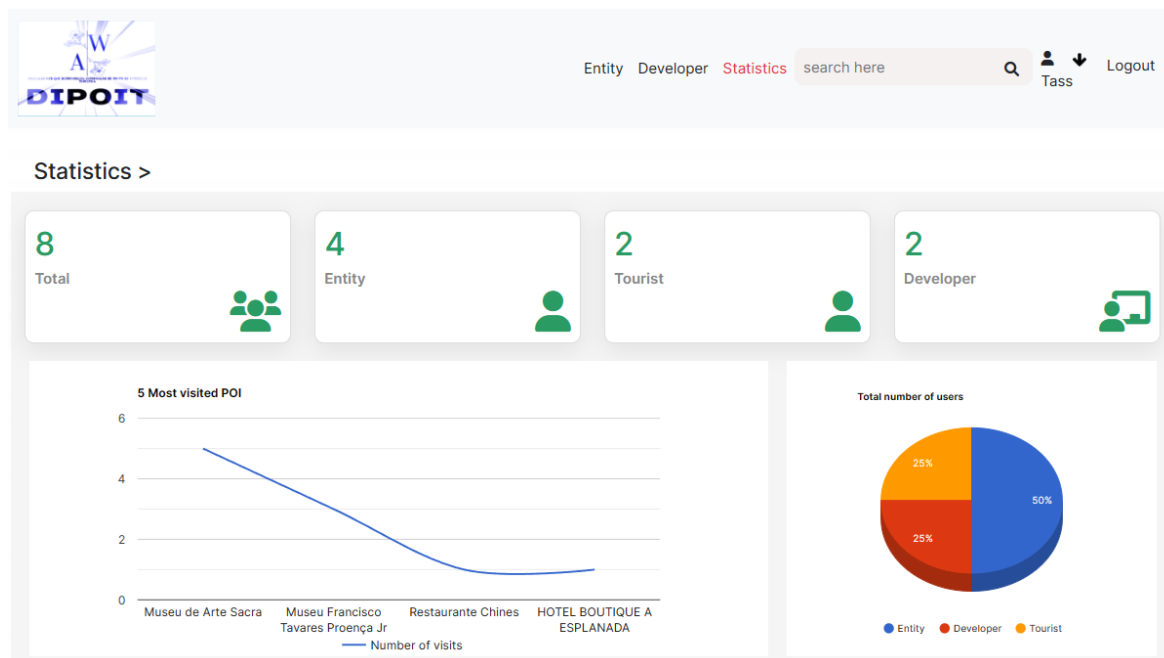 W
A
DIPOIT
Entity Developer Statistics search here Tass Logout
Statistics >
8
Total
4
Entity
2
Tourist
2
Developer
5 Most visited POI
6
4
2
0
Museu de Arte Sacra
Museu Francisco
Tavares Proença Jr
Restaurante Chines
HOTEL BOUTIQUE A
ESPLANADA
Number of visits
Total number of users
25%
50%
25%
Entity Developer Tourist